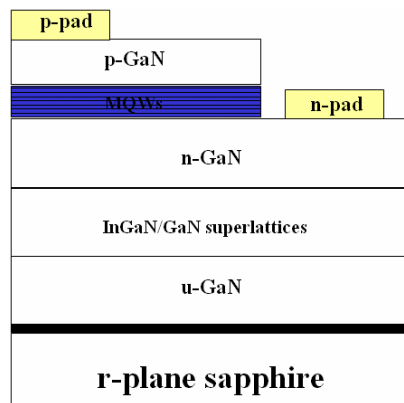 p-pad
p-GaN
MQWs
n-pad
n-GaN
InGaN/GaN superlattices
u-GaN
r-plane sapphire